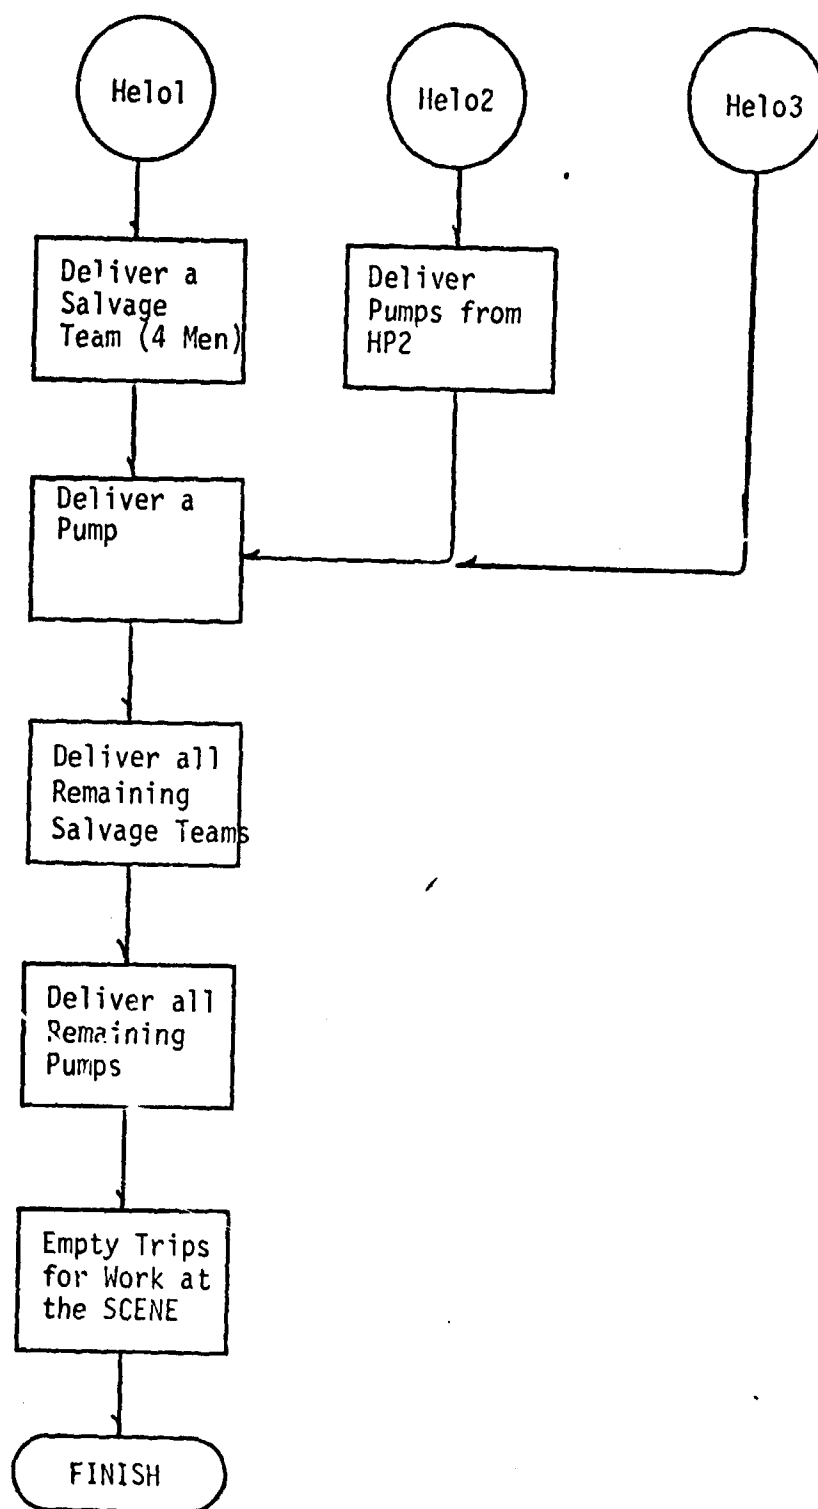 Helo1
Helo2
Helo3
Deliver a
Salvage
Team (4 Men)
Deliver
Pumps from
HP2
Deliver a
Pump
Deliver all
Remaining
Salvage Teams
Deliver all
Remaining
Pumps
Empty Trips
for Work at
the SCENE
FINISH